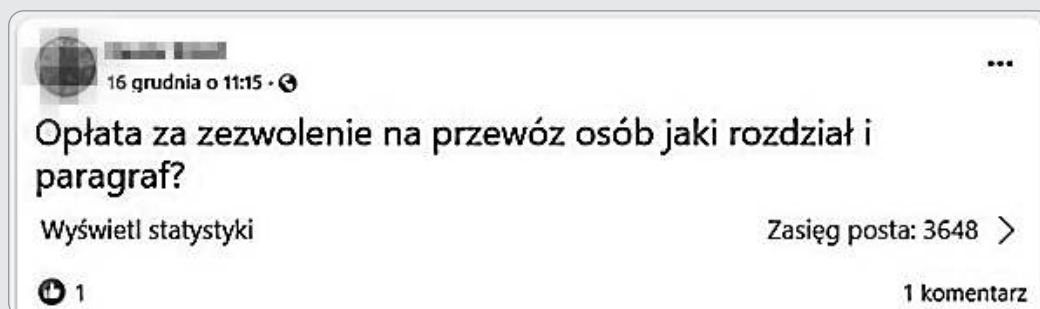 16 grudnia o 11:15 ·
Opłata za zezwolenie na przewóz osób jaki rozdział i
paragraf?
Wyświetl statystyki
Zasięg posta: 3648
1
1 komentarz